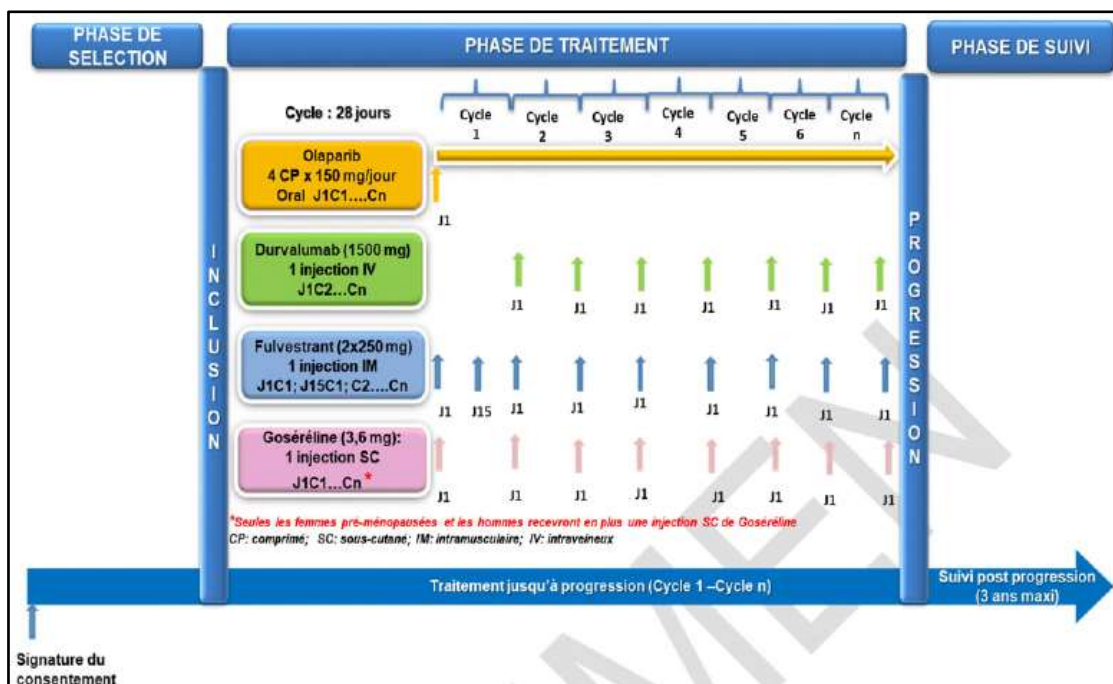 PHASE DE
SELECTION
PHASE DE TRAITEMENT
PHASE DE SUIVI
INCLUSION
Cycle : 28 jours
Cycle
1
Cycle
2
Cycle
3
Cycle
4
Cycle
5
Cycle
6
Cycle
n
Olaparib
4 CP x 150 mg/jour
Oral J1C1....Cn
J1
Durvalumab (1500 mg)
1 injection IV
J1C2...Cn
J1 J1 J1 J1 J1 J1 J1
Fulvestrant (2x250 mg)
1 injection IM
J1C1; J15C1; C2....Cn
J1 J15 J1 J1 J1 J1 J1 J1 J1
Goséréline (3,6 mg):
1 injection SC
J1C1...Cn *
J1 J1 J1 J1 J1 J1 J1 J1
PROGRESSION
*Seules les femmes pré-ménopausées et les hommes recevront en plus une injection SC de Goséréline
CP: comprimé; SC: sous-cutané; IM: intramusculaire; IV: intraveineux
Traitement jusqu'à progression (Cycle 1 –Cycle n)
Suivi post progression
(3 ans maxi)
Signature du
consentement
MEN